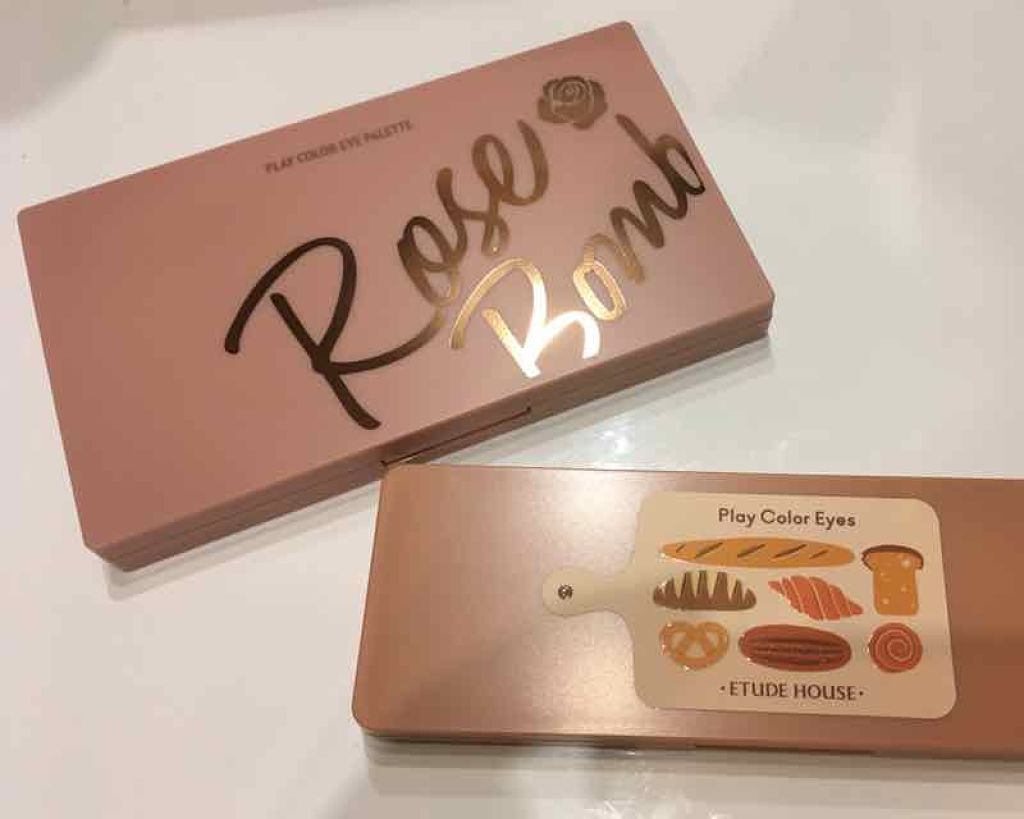 PLAY COLOR EYE PALETTE
Rose
Bomb
Play Color Eyes
•ETUDE HOUSE•